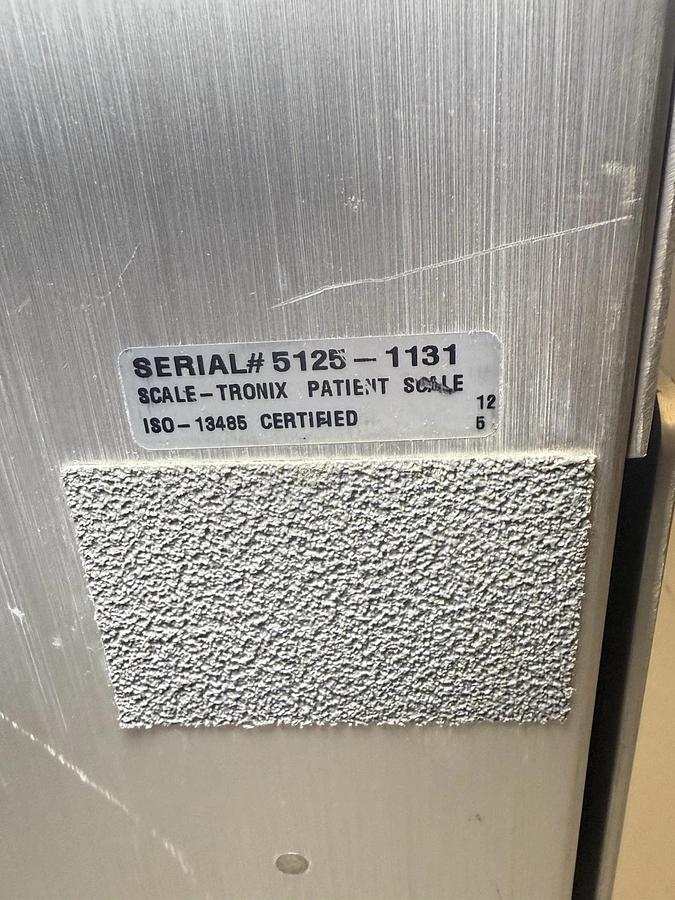 SERIAL# 5125 – 1131
SCALE–TRONIX PATIENT SCALE
12
ISO–13485 CERTIFIED
5